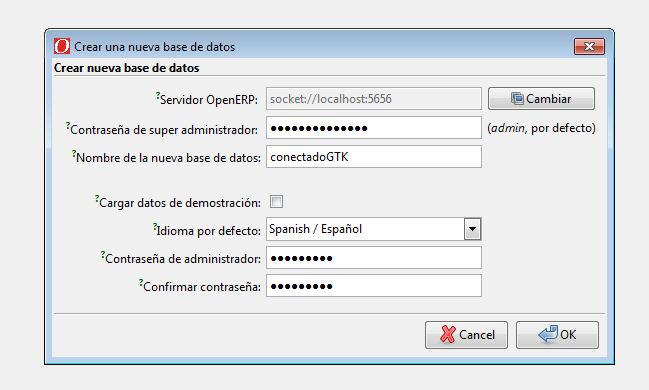 Crear una nueva base de datos
Crear nueva base de datos
?Servidor OpenERP: socket://localhost:5656 Cambiar
?Contraseña de super administrador: ●●●●●●●●●●●●●● (admin, por defecto)
?Nombre de la nueva base de datos: conectadoGTK
?Cargar datos de demostración:
?Idioma por defecto: Spanish / Español
?Contraseña de administrador: ●●●●●●●●●
?Confirmar contraseña: ●●●●●●●●●
Cancel OK